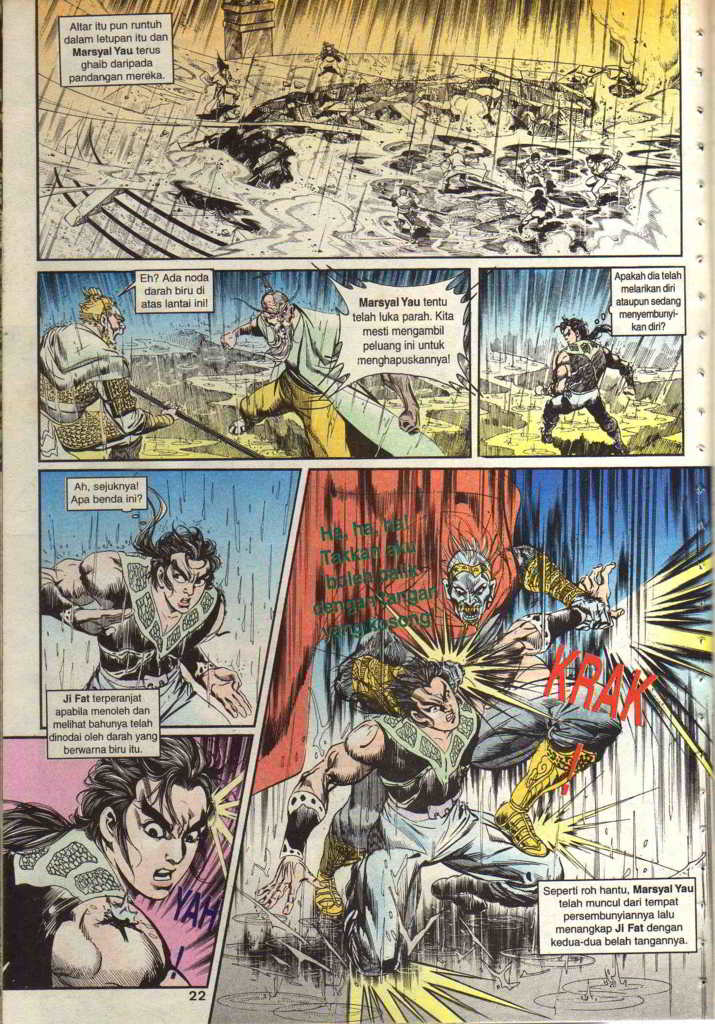 Altar itu pun runtuh
dalam letupan itu dan
Marsyal Yau terus
ghaib daripada
pandangan mereka.
Eh? Ada noda
darah biru di
atas lantai ini!
Marsyal Yau tentu
telah luka parah. Kita
mesti mengambil
peluang ini untuk
menghapuskannya!
Apakah dia telah
melarikan diri
ataupun sedang
menyembunyi-
kan diri?
Ah, sejuknya!
Apa benda ini?
Ji Fat terperanjat
apabila menoleh dan
melihat bahunya telah
dinodai oleh darah yang
berwarna biru itu.
YAH
!
Ha, ha, ha!
Takkan aku
boleh balik
dengan tangan
yang kosong!
KRAK
!
Seperti roh hantu, Marsyal Yau
telah muncul dari tempat
persembunyiannya lalu
menangkap Ji Fat dengan
kedua-dua belah tangannya.
22